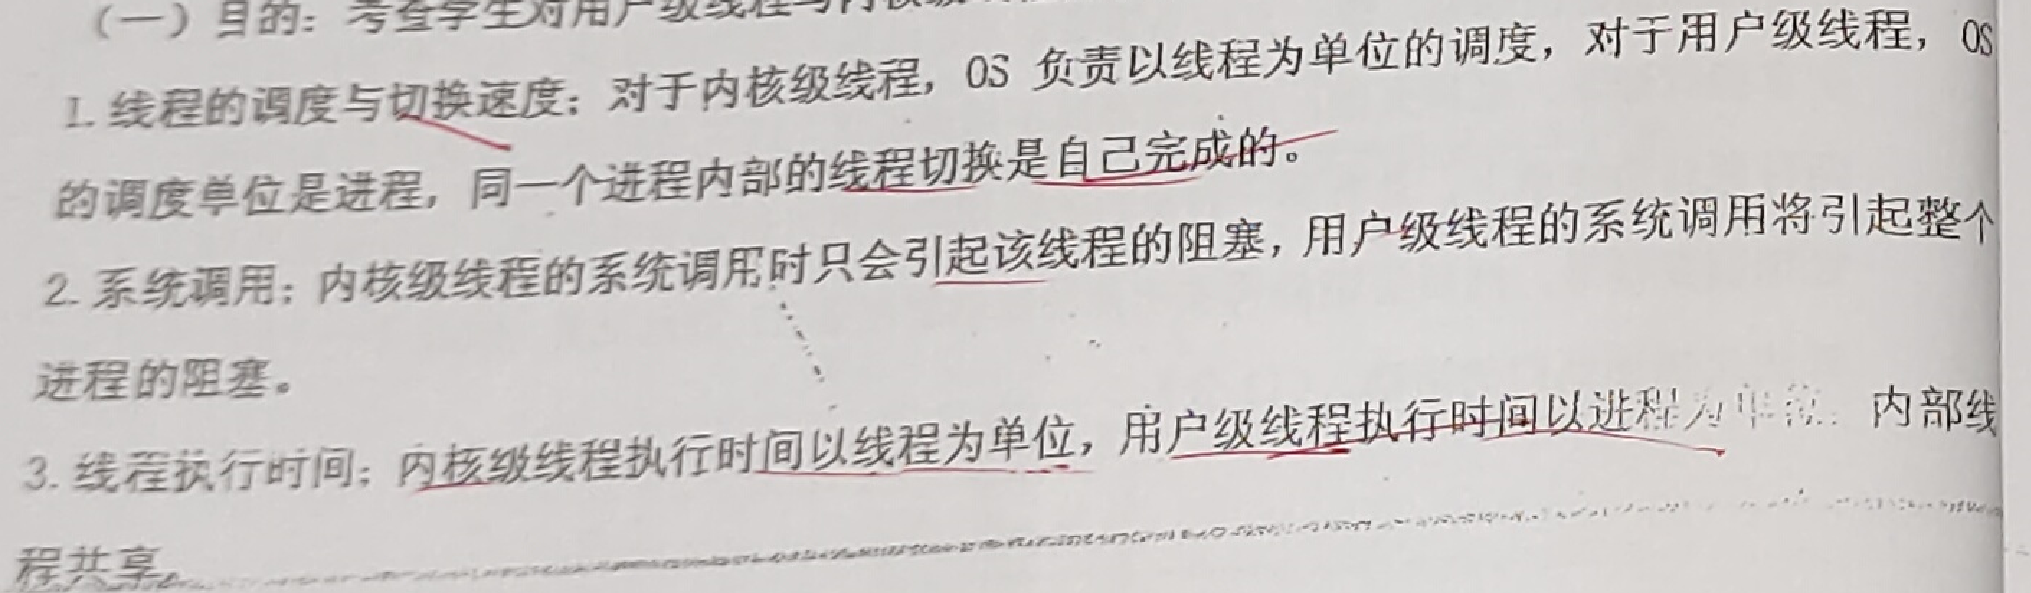 (一) 目的: 考查学生对用户级线程与内核级
1. 线程的调度与切换速度: 对于内核级线程, OS 负责以线程为单位的调度, 对于用户级线程, OS
的调度单位是进程, 同一个进程内部的线程切换是自己完成的。
2. 系统调用: 内核级线程的系统调用时只会引起该线程的阻塞, 用户级线程的系统调用将引起整个
进程的阻塞。
3. 线程执行时间: 内核级线程执行时间以线程为单位, 用户级线程执行时间以进程为单位. 内部线
程共享。